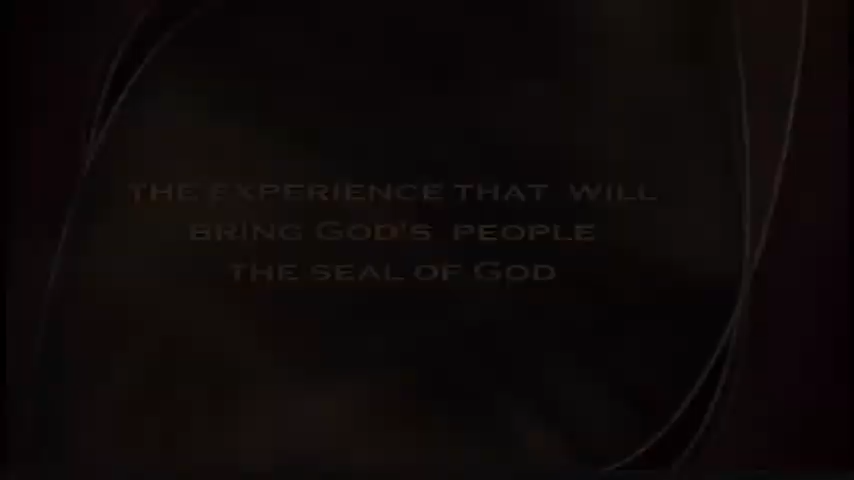 THE EXPERIENCE THAT WILL
BRING GOD'S PEOPLE
THE SEAL OF GOD